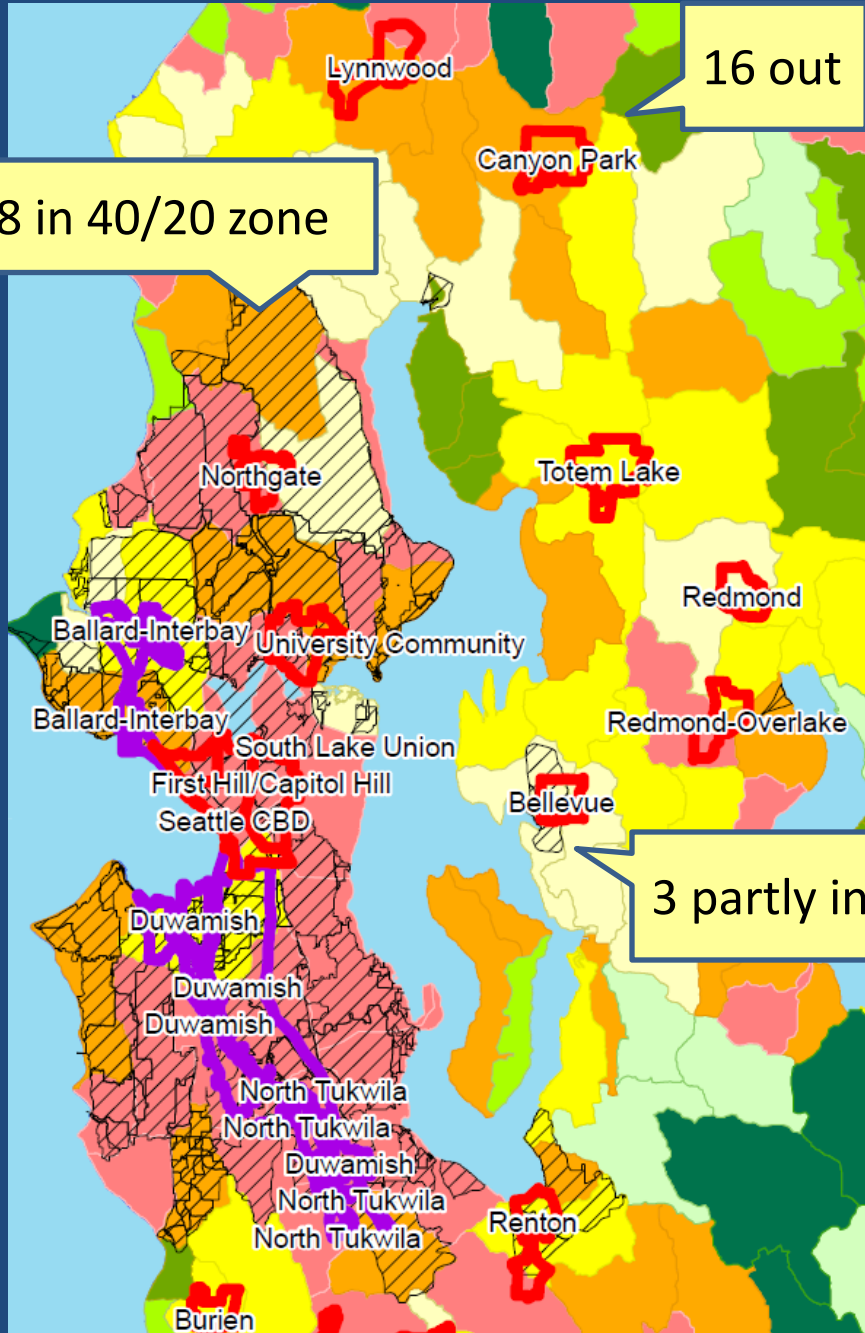 Lynnwood
16 out
Canyon Park
8 in 40/20 zone
Northgate
Totem Lake
Redmond
Ballard-Interbay
University Community
Ballard-Interbay
Redmond-Overlake
South Lake Union
First Hill/Capitol Hill
Bellevue
Seattle CBD
3 partly in
Duwamish
Duwamish
Duwamish
North Tukwila
North Tukwila
Duwamish
North Tukwila
Renton
North Tukwila
Burien